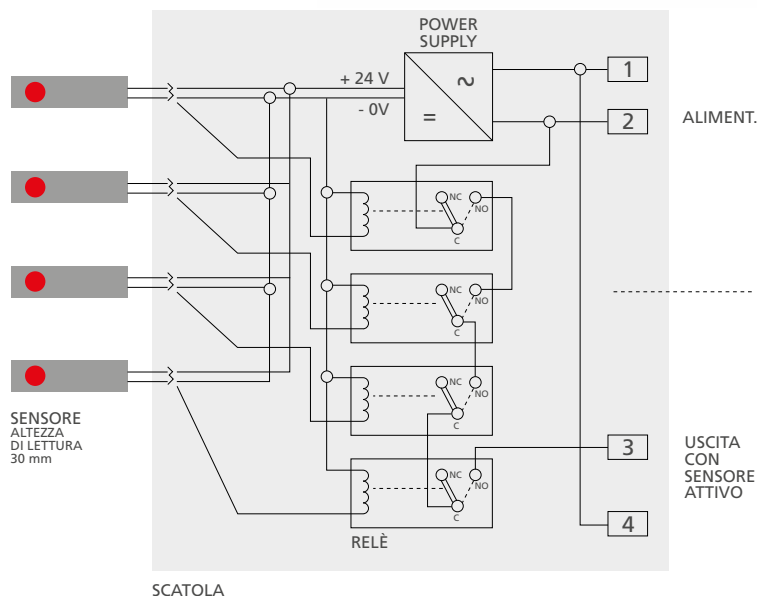 POWER
SUPPLY
+ 24 V
- 0V
~
=
1
2
ALIMENT.
NC
NO
C
NC
NO
C
NC
NO
C
NC
NO
C
RELÈ
3
4
USCITA
CON
SENSORE
ATTIVO
SENSORE
ALTEZZA
DI LETTURA
30 mm
SCATOLA